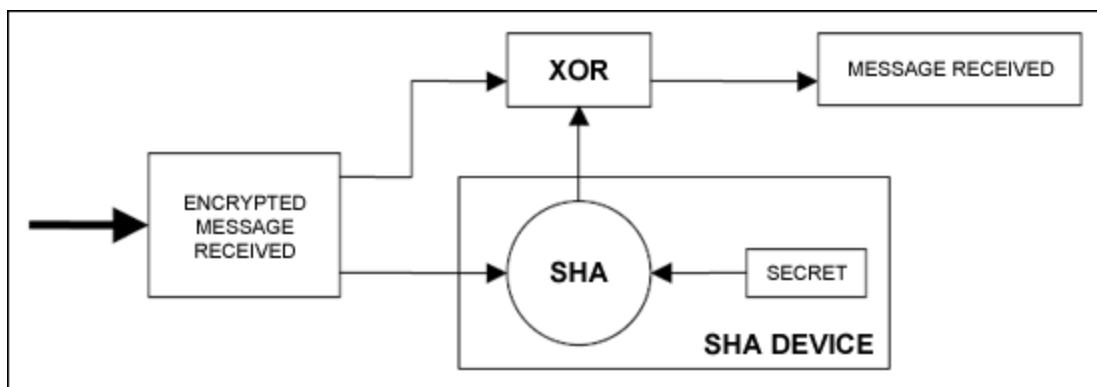 XOR
MESSAGE RECEIVED
ENCRYPTED
MESSAGE
RECEIVED
SHA
SECRET
SHA DEVICE